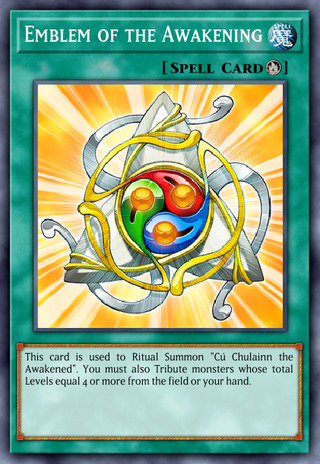 Emblem of the Awakening 魔
[Spell Card]
This card is used to Ritual Summon "Cú Chulainn the
Awakened". You must also Tribute monsters whose total
Levels equal 4 or more from the field or your hand.